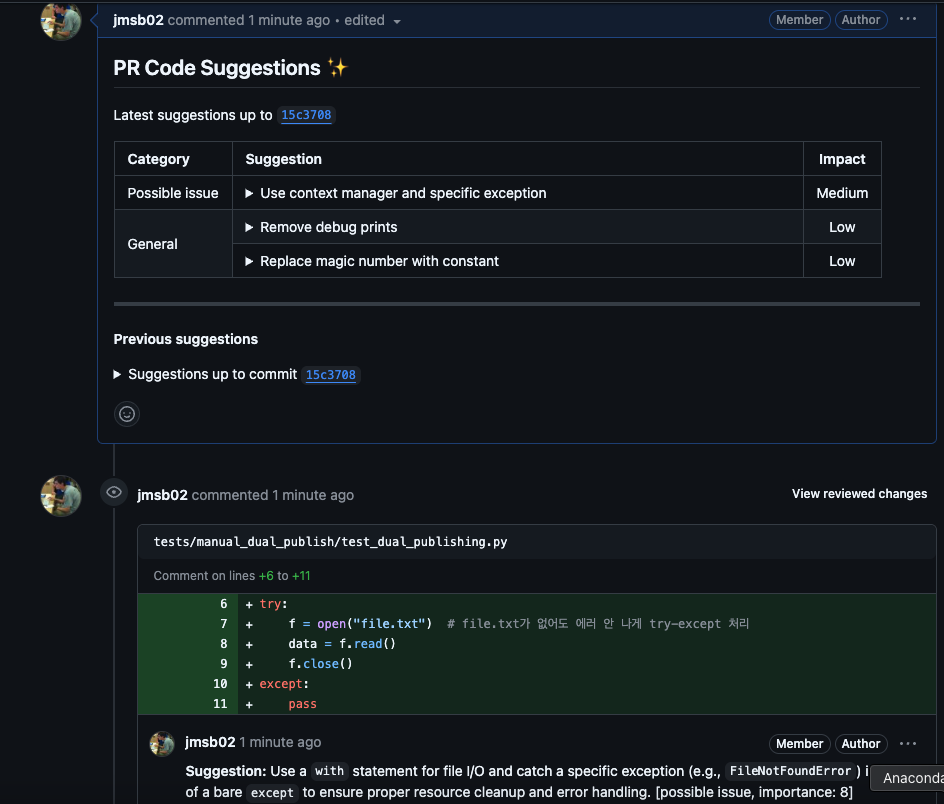 jmsb02 commented 1 minute ago • edited Member Author
PR Code Suggestions ✨
Latest suggestions up to 15c3708
Category Suggestion Impact
Possible issue Use context manager and specific exception Medium
General
Remove debug prints Low
Replace magic number with constant Low
Previous suggestions
Suggestions up to commit 15c3708
jmsb02 commented 1 minute ago View reviewed changes
tests/manual_dual_publish/test_dual_publishing.py
Comment on lines +6 to +11
6 + try:
7 + f = open("file.txt") # file.txt가 없어도 에러 안 나게 try-except 처리
8 + data = f.read()
9 + f.close()
10 + except:
11 + pass
jmsb02 1 minute ago Member Author
Suggestion: Use a with statement for file I/O and catch a specific exception (e.g., FileNotFoundError)
of a bare except to ensure proper resource cleanup and error handling. [possible issue, importance: 8]